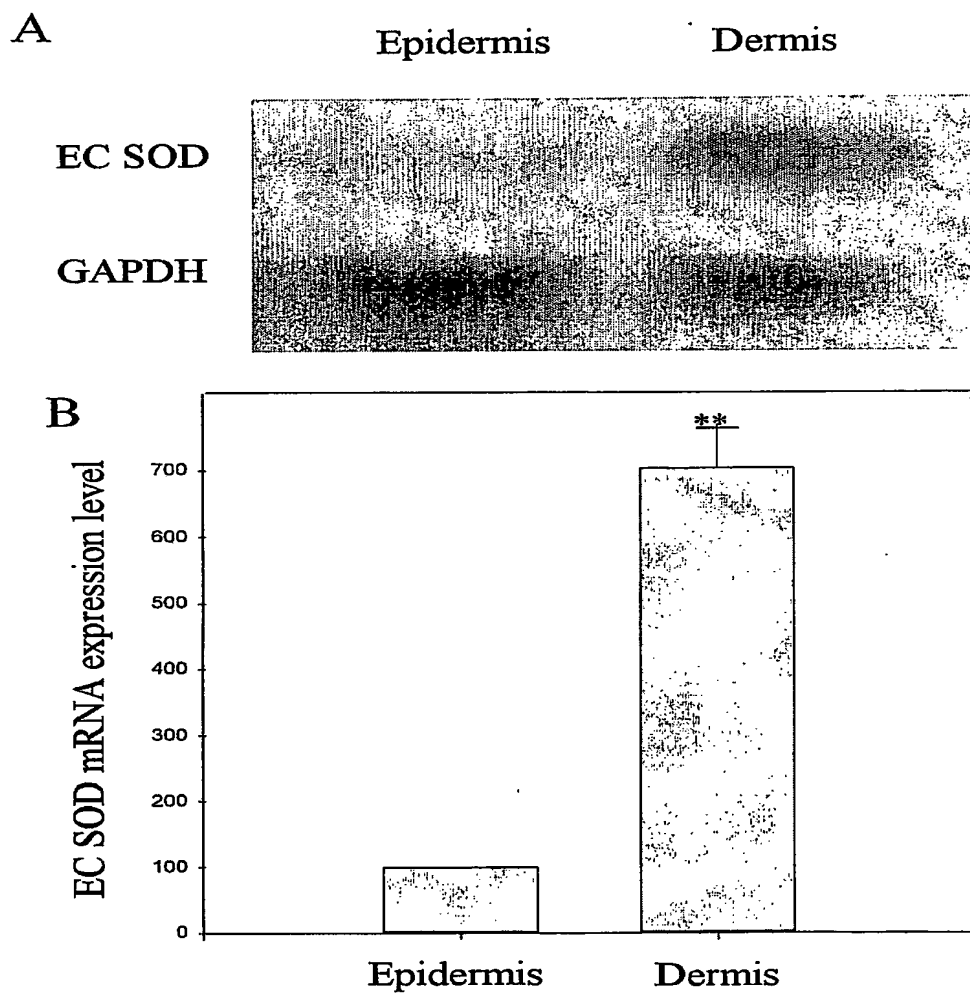 A
Epidermis Dermis
EC SOD
GAPDH
B
EC SOD mRNA expression level
**
700
600
500
400
300
200
100
0
Epidermis Dermis